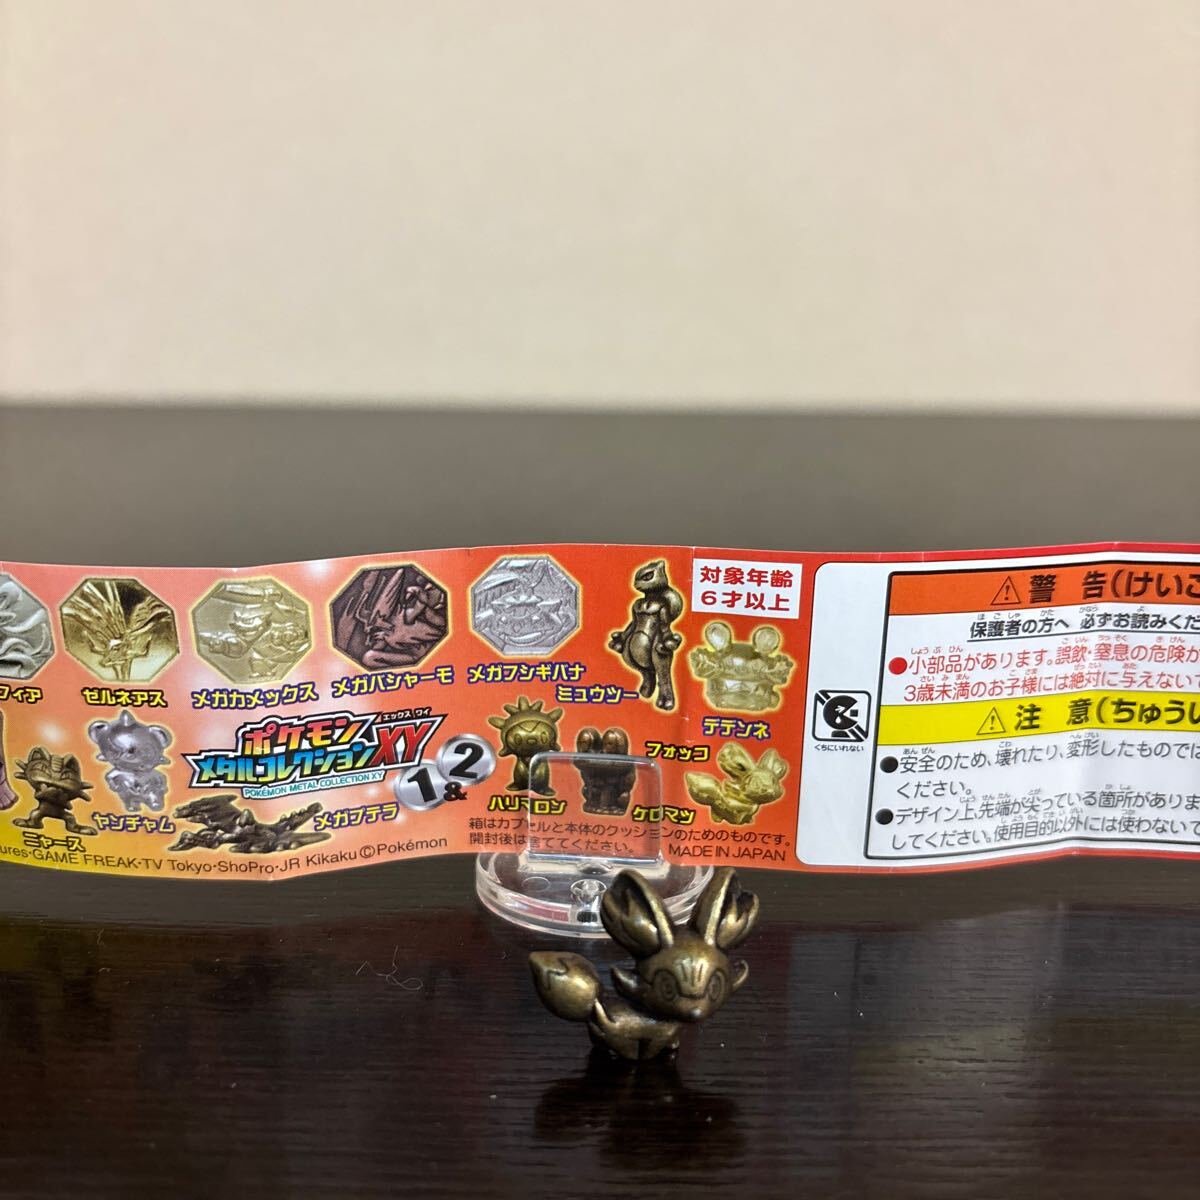 フィア
ゼルネアス
メガカメックス
メガバシャーモ
メガフシギバナ
ミュウツー
対象年齢
6才以上
デデンネ
ポケモン
メタルコレクションXY
エックス ワイ
POKÉMON METAL COLLECTION XY
1&2
ミャース
ヤンチャム
メガプテラ
ハリマロン
ケロマツ
フォッコ
箱はカプセルと本体のクッションのためのものです。
開封後は捨ててください。
MADE IN JAPAN
ures・GAME FREAK・TV Tokyo・ShoPro・JR Kikaku ©Pokémon
くちにいれない
警 告(けいこ
保護者の方へ 必ずお読みくだ
●小部品があります。誤飲・窒息の危険が
3歳未満のお子様には絶対に与えないで
注 意(ちゅうい
●安全のため、壊れたり、変形したものでは
ください。
●デザイン上、先端が尖っている箇所がありま
してください。使用目的以外には使わないで